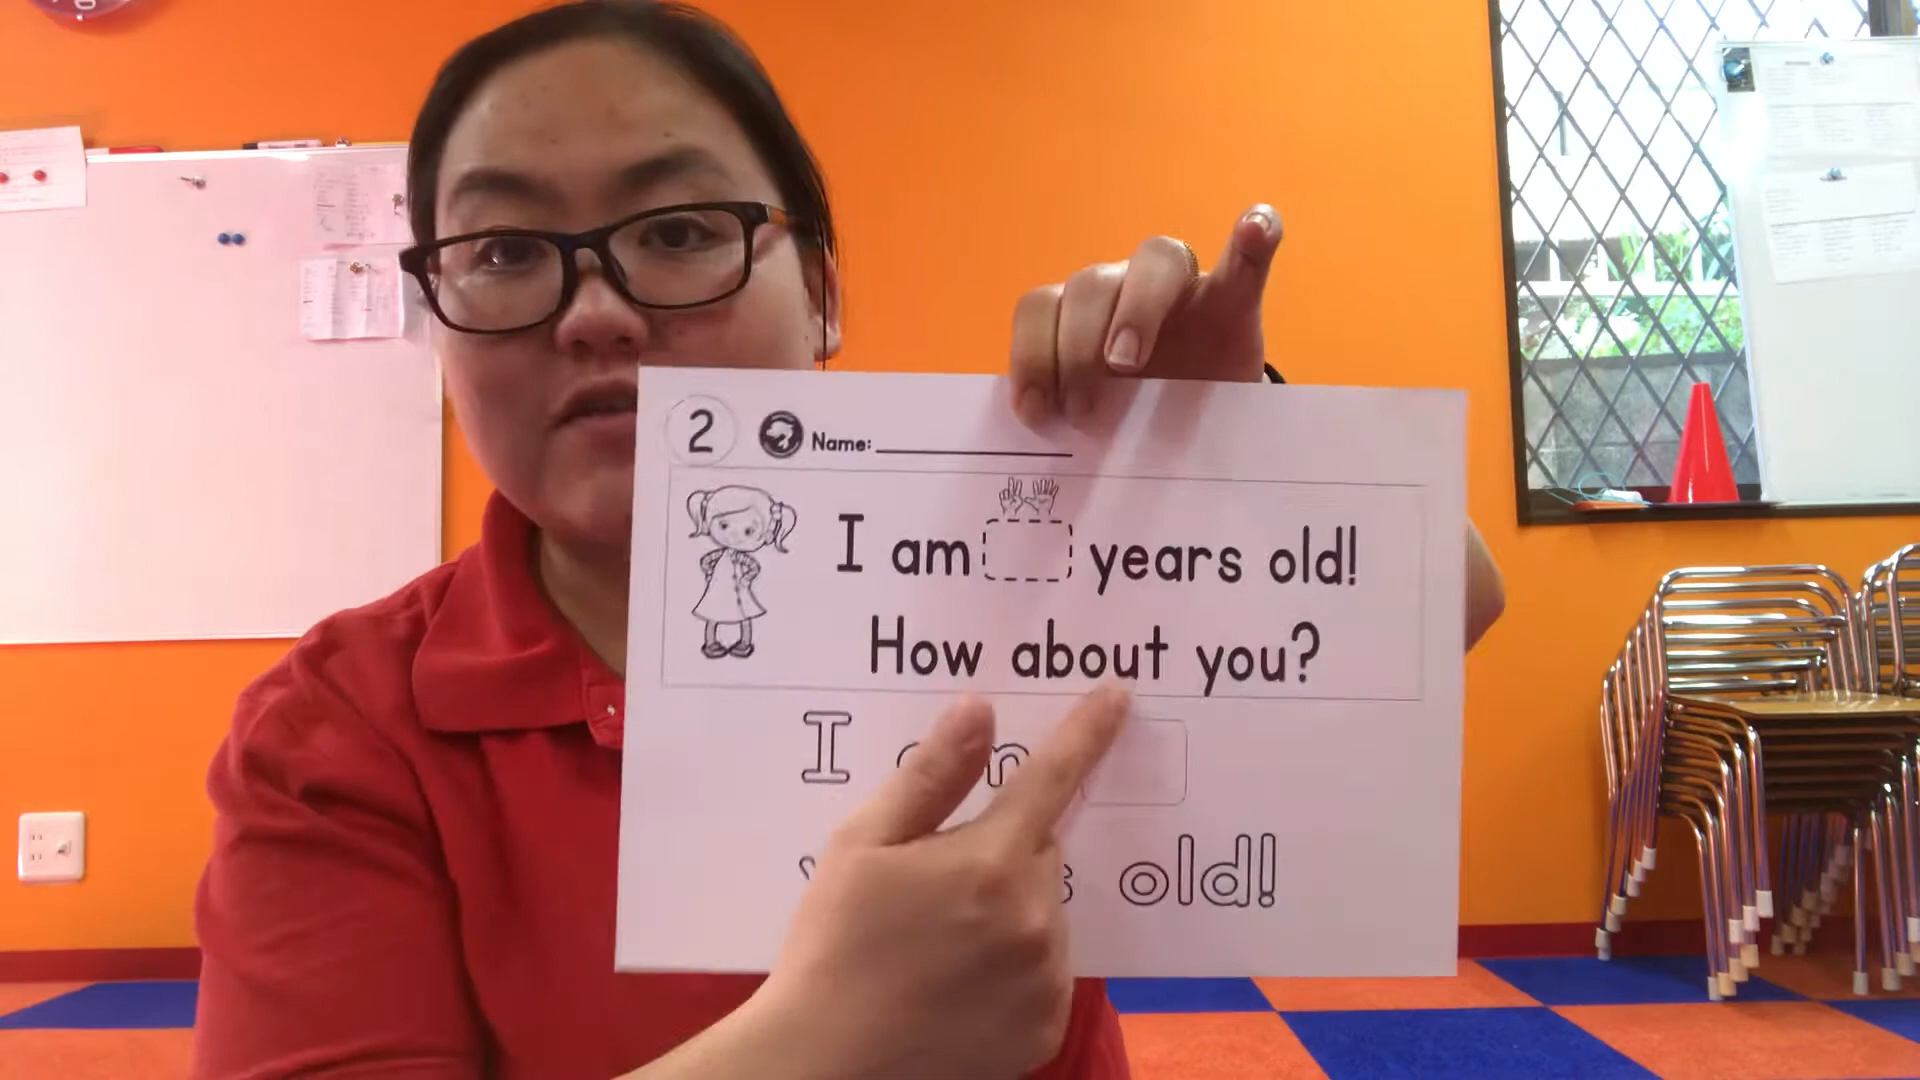 2 Name:
I am years old!
How about you?
I
old!